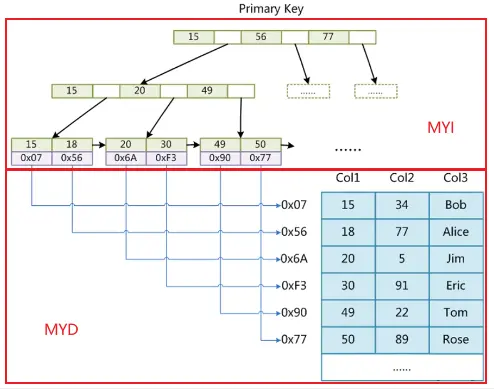 Primary Key
15 56 77
15 20 49 ...... ......
MYI
15 18 20 30 49 50
0x07 0x56 0x6A 0xF3 0x90 0x77
......
Col1 Col2 Col3
0x07 15 34 Bob
0x56 18 77 Alice
0x6A 20 5 Jim
0xF3 30 91 Eric
0x90 49 22 Tom
MYD
0x77 50 89 Rose
......